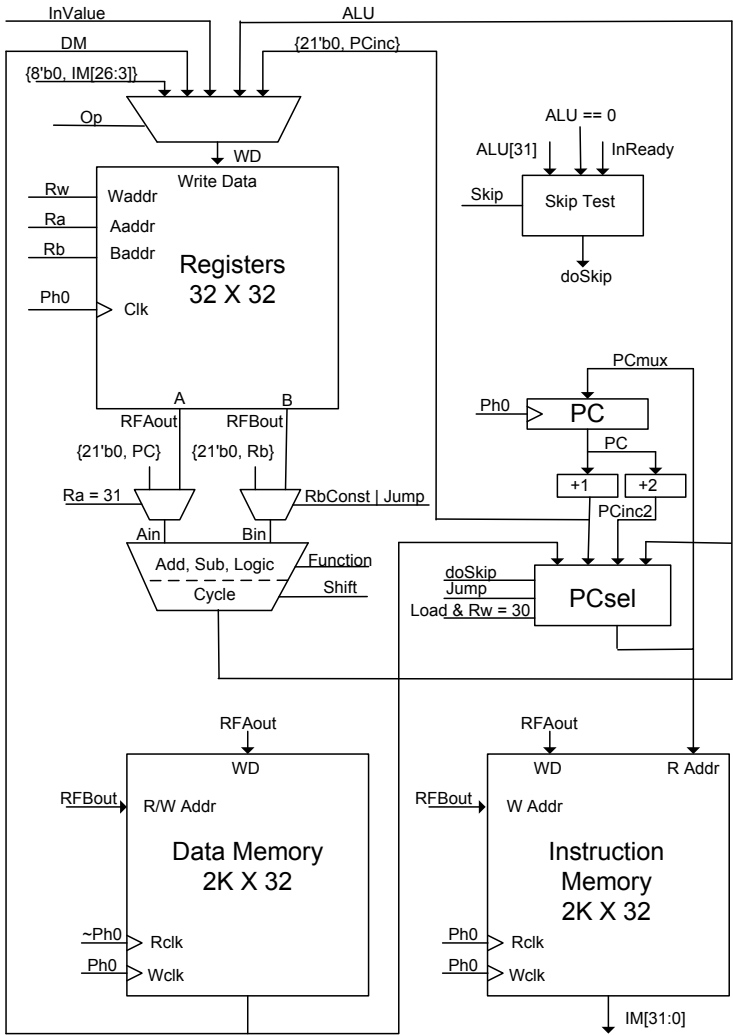 InValue
ALU
DM
{21'b0, PCinc}
{8'b0, IM[26:3]}
Op
WD
ALU == 0
ALU[31]
InReady
Skip
Skip Test
doSkip
Write Data
Rw
Waddr
Ra
Aaddr
Rb
Baddr
Registers
32 X 32
Ph0
Clk
A
B
RFAout
RFBout
PCmux
Ph0
PC
PC
+1
+2
PCinc2
{21'b0, PC}
{21'b0, Rb}
Ra = 31
RbConst | Jump
Ain
Bin
Add, Sub, Logic
Function
Cycle
Shift
doSkip
Jump
Load & Rw = 30
PCsel
RFAout
WD
RFBout
R/W Addr
Data Memory
2K X 32
~Ph0
Rclk
Ph0
Wclk
RFAout
WD
R Addr
RFBout
W Addr
Instruction
Memory
2K X 32
Ph0
Rclk
Ph0
Wclk
IM[31:0]